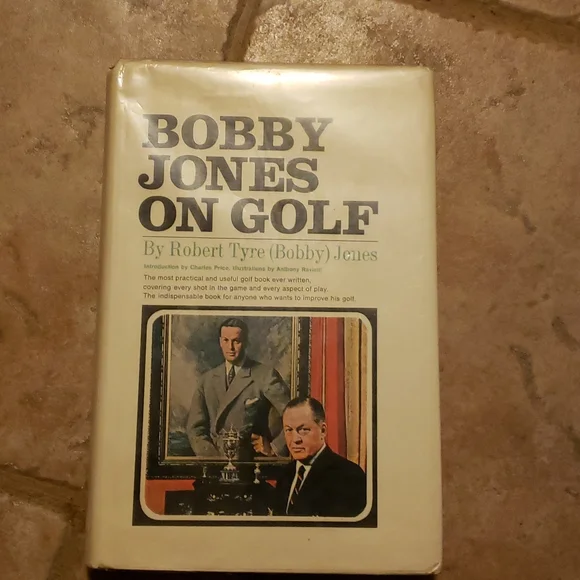 BOBBY
JONES
ON GOLF
By Robert Tyre (Bobby) Jones
Introduction by Charles Price. Illustrations by Anthony Ravielli
The most practical and useful golf book ever written,
covering every shot in the game and every aspect of play.
The indispensable book for anyone who wants to improve his golf.